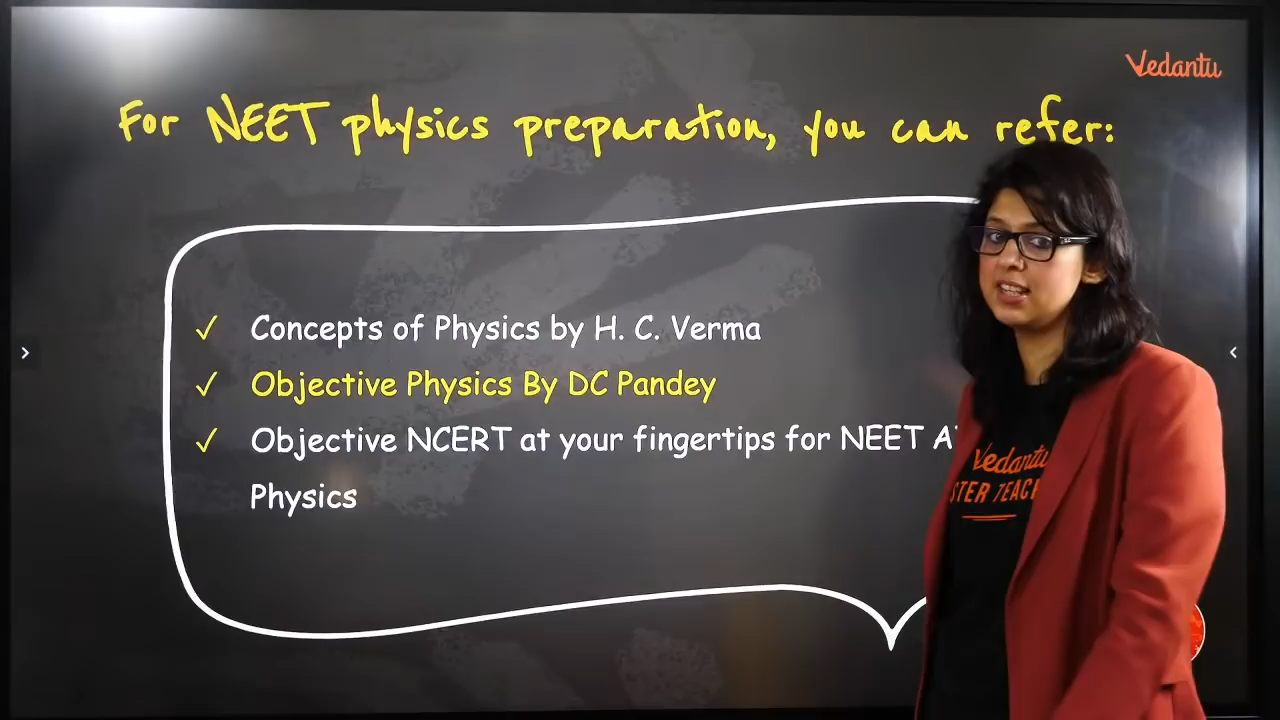 Vedantu
For NEET physics preparation, you can refer:
✓ Concepts of Physics by H. C. Verma
✓ Objective Physics By DC Pandey
✓ Objective NCERT at your fingertips for NEET
Physics
Vedantu